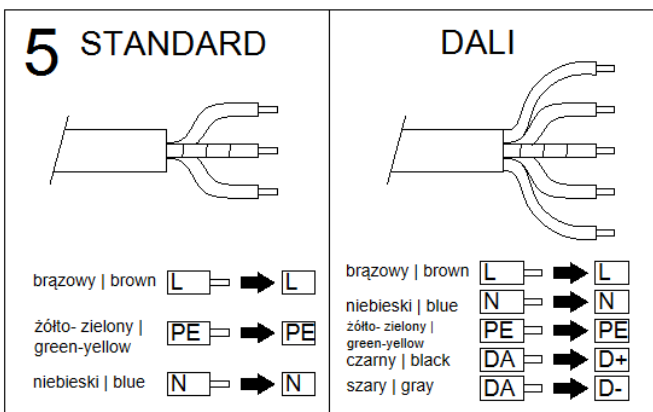 5 STANDARD
brązowy | brown L L
żółto- zielony |
green-yellow PE PE
niebieski | blue N N
DALI
brązowy | brown L L
niebieski | blue N N
żółto- zielony |
green-yellow PE PE
czarny | black DA D+
szary | gray DA D-